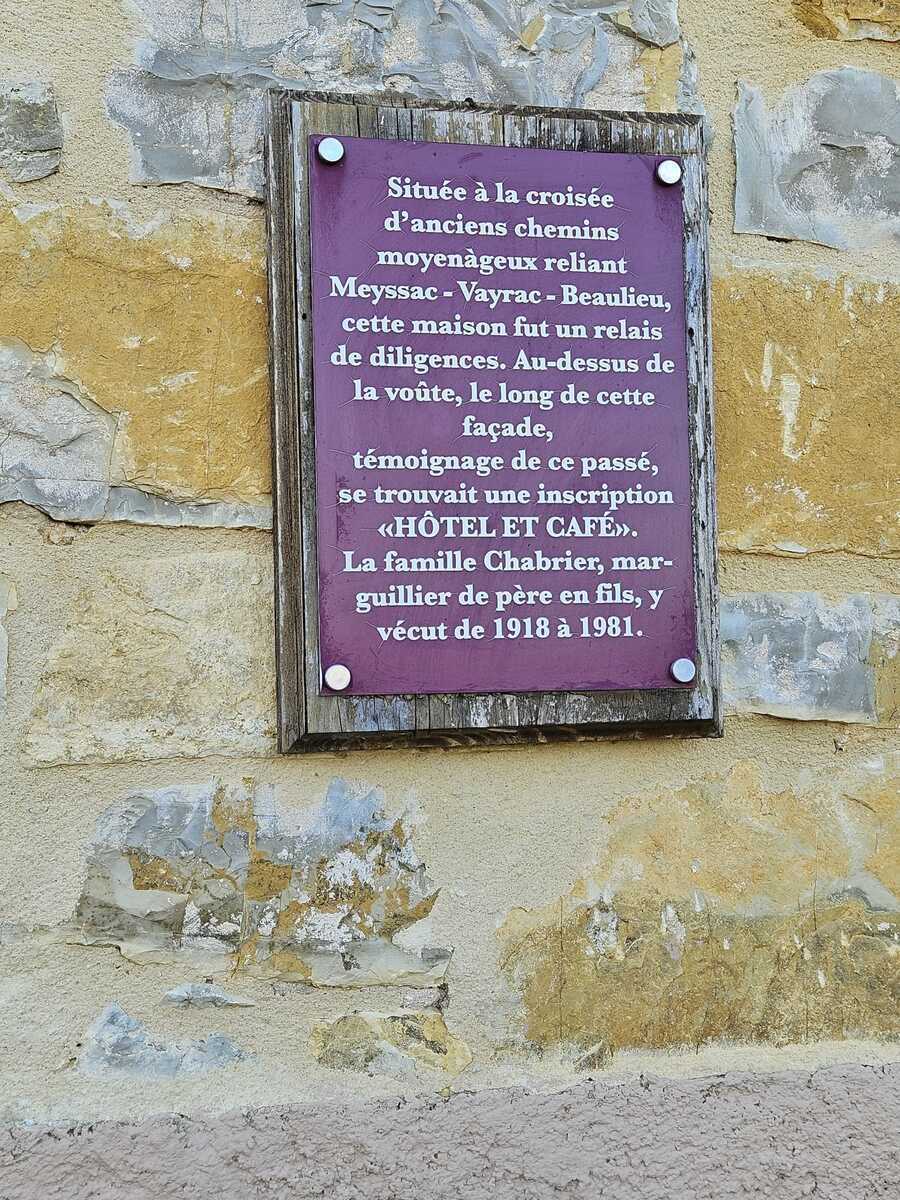 Située à la croisée
d’anciens chemins
moyenàgeux reliant
Meyssac - Vayrac - Beaulieu,
cette maison fut un relais
de diligences. Au-dessus de
la voûte, le long de cette
façade,
témoignage de ce passé,
se trouvait une inscription
«HÔTEL ET CAFÉ».
La famille Chabrier, mar-
guillier de père en fils, y
vécut de 1918 à 1981.